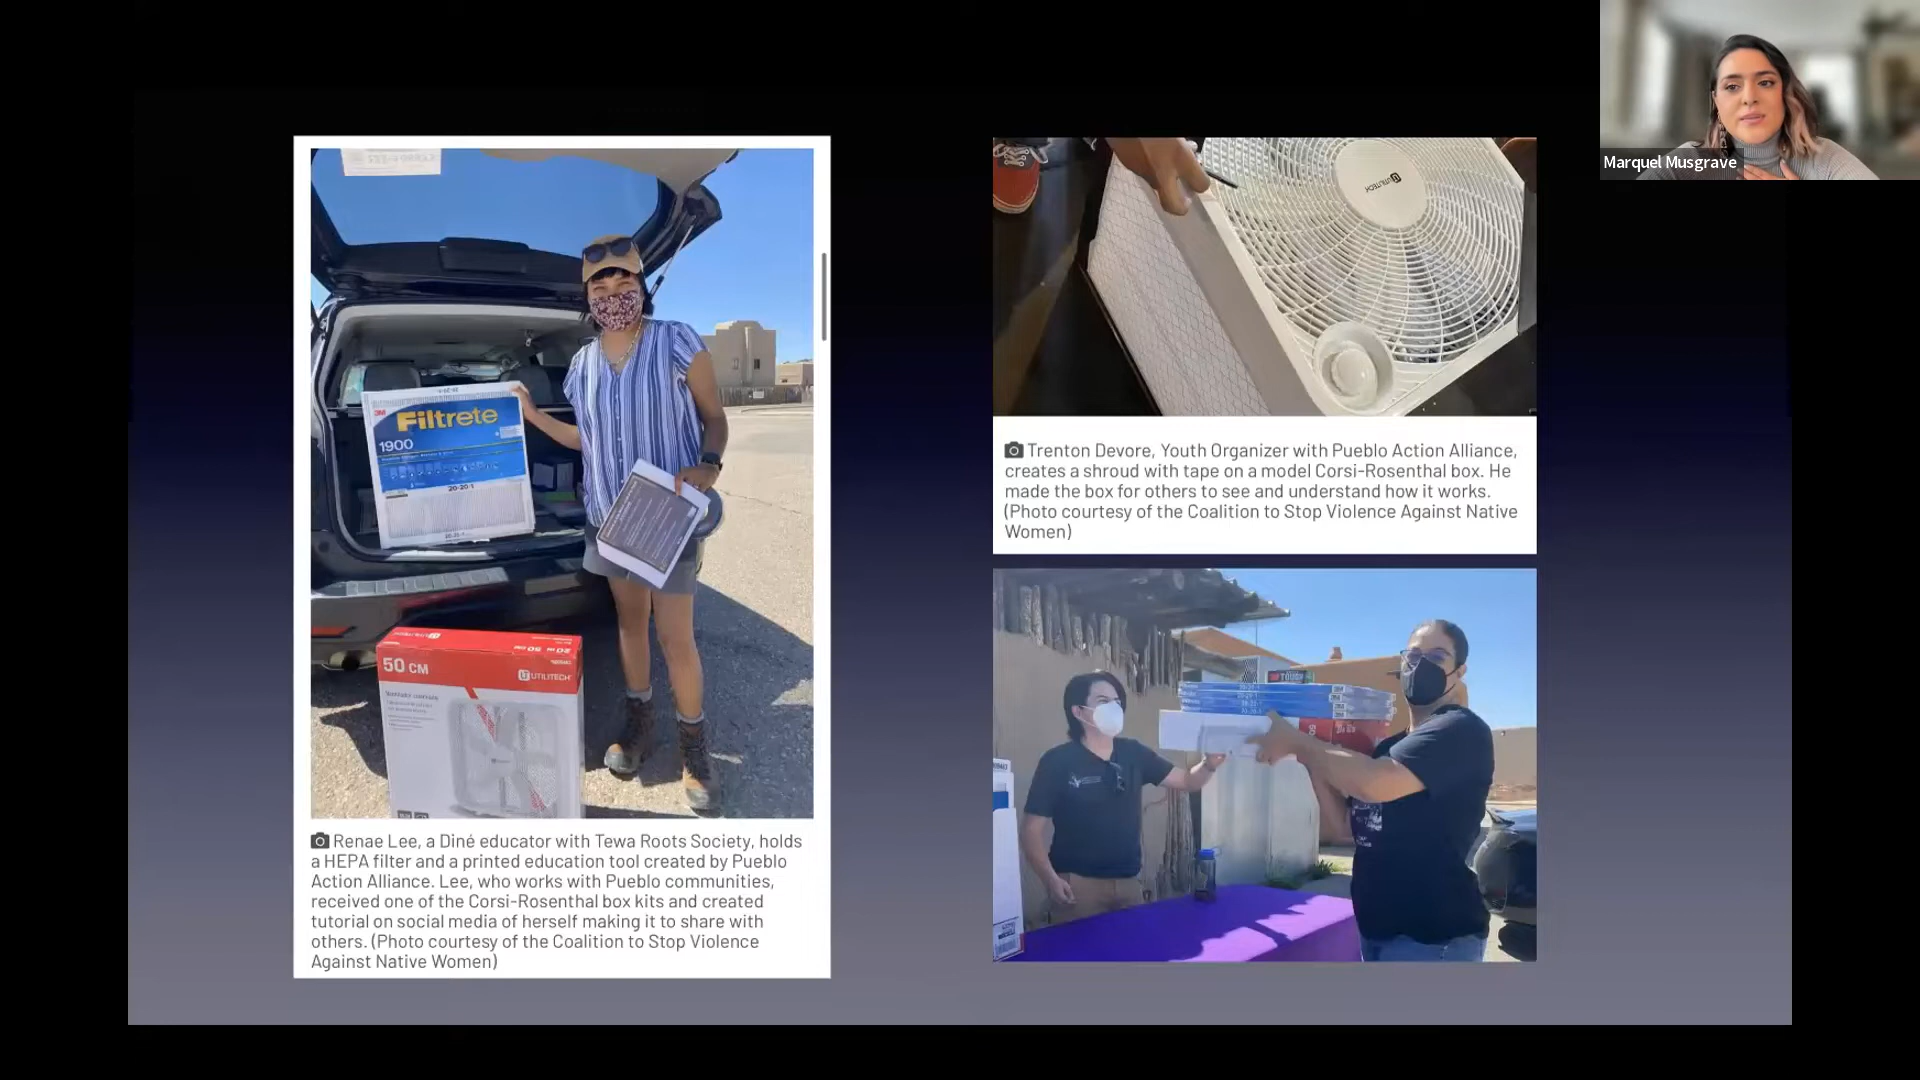 Marquel Musgrave
3M
Filtrete
1900
20-20-1
50 CM
UTILITECH
Renae Lee, a Diné educator with Tewa Roots Society, holds
a HEPA filter and a printed education tool created by Pueblo
Action Alliance. Lee, who works with Pueblo communities,
received one of the Corsi-Rosenthal box kits and created
tutorial on social media of herself making it to share with
others. (Photo courtesy of the Coalition to Stop Violence
Against Native Women)
UTILITECH
Trenton Devore, Youth Organizer with Pueblo Action Alliance,
creates a shroud with tape on a model Corsi-Rosenthal box. He
made the box for others to see and understand how it works.
(Photo courtesy of the Coalition to Stop Violence Against Native
Women)